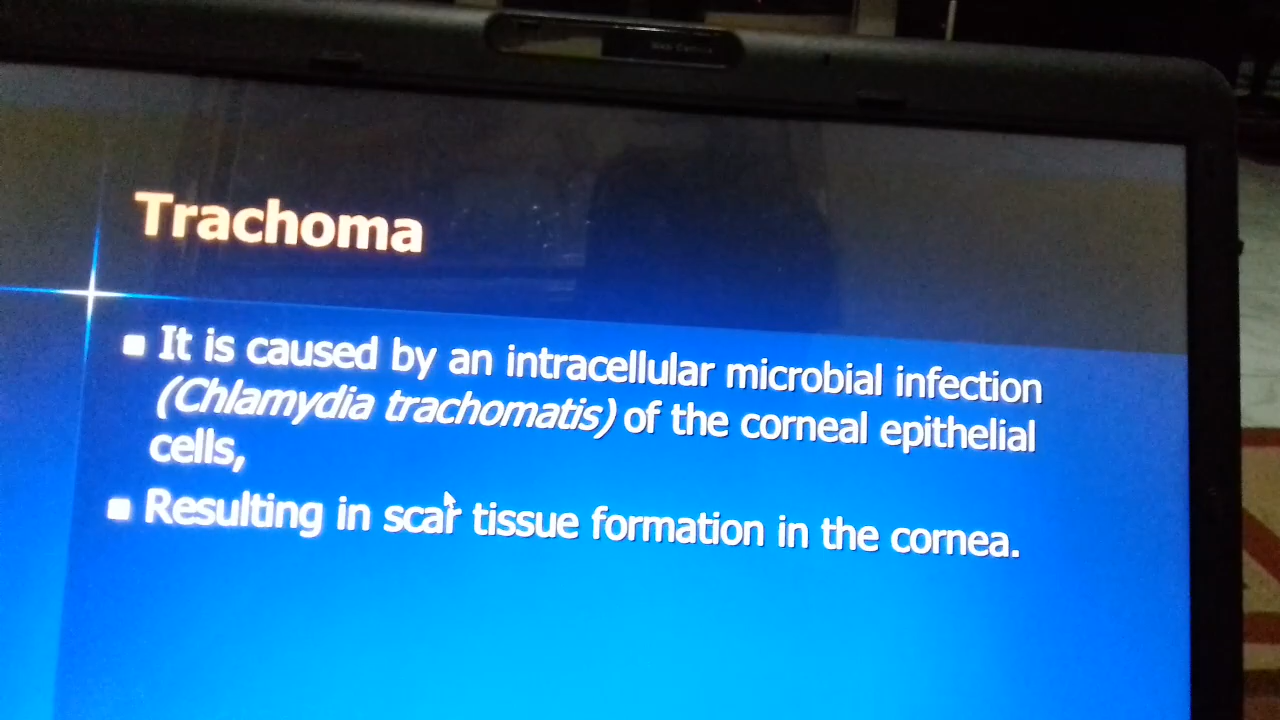 Trachoma
It is caused by an intracellular microbial infection
(Chlamydia trachomatis) of the corneal epithelial
cells,
Resulting in scar tissue formation in the cornea.